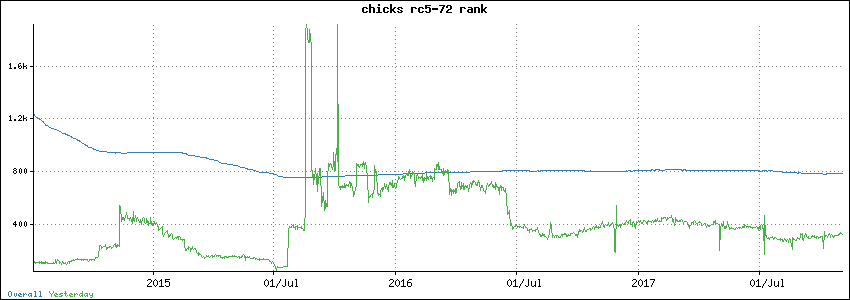 chicks rc5-72 rank
1.6k
1.2k
800
400
2015 01/Jul 2016 01/Jul 2017 01/Jul
Overall Yesterday